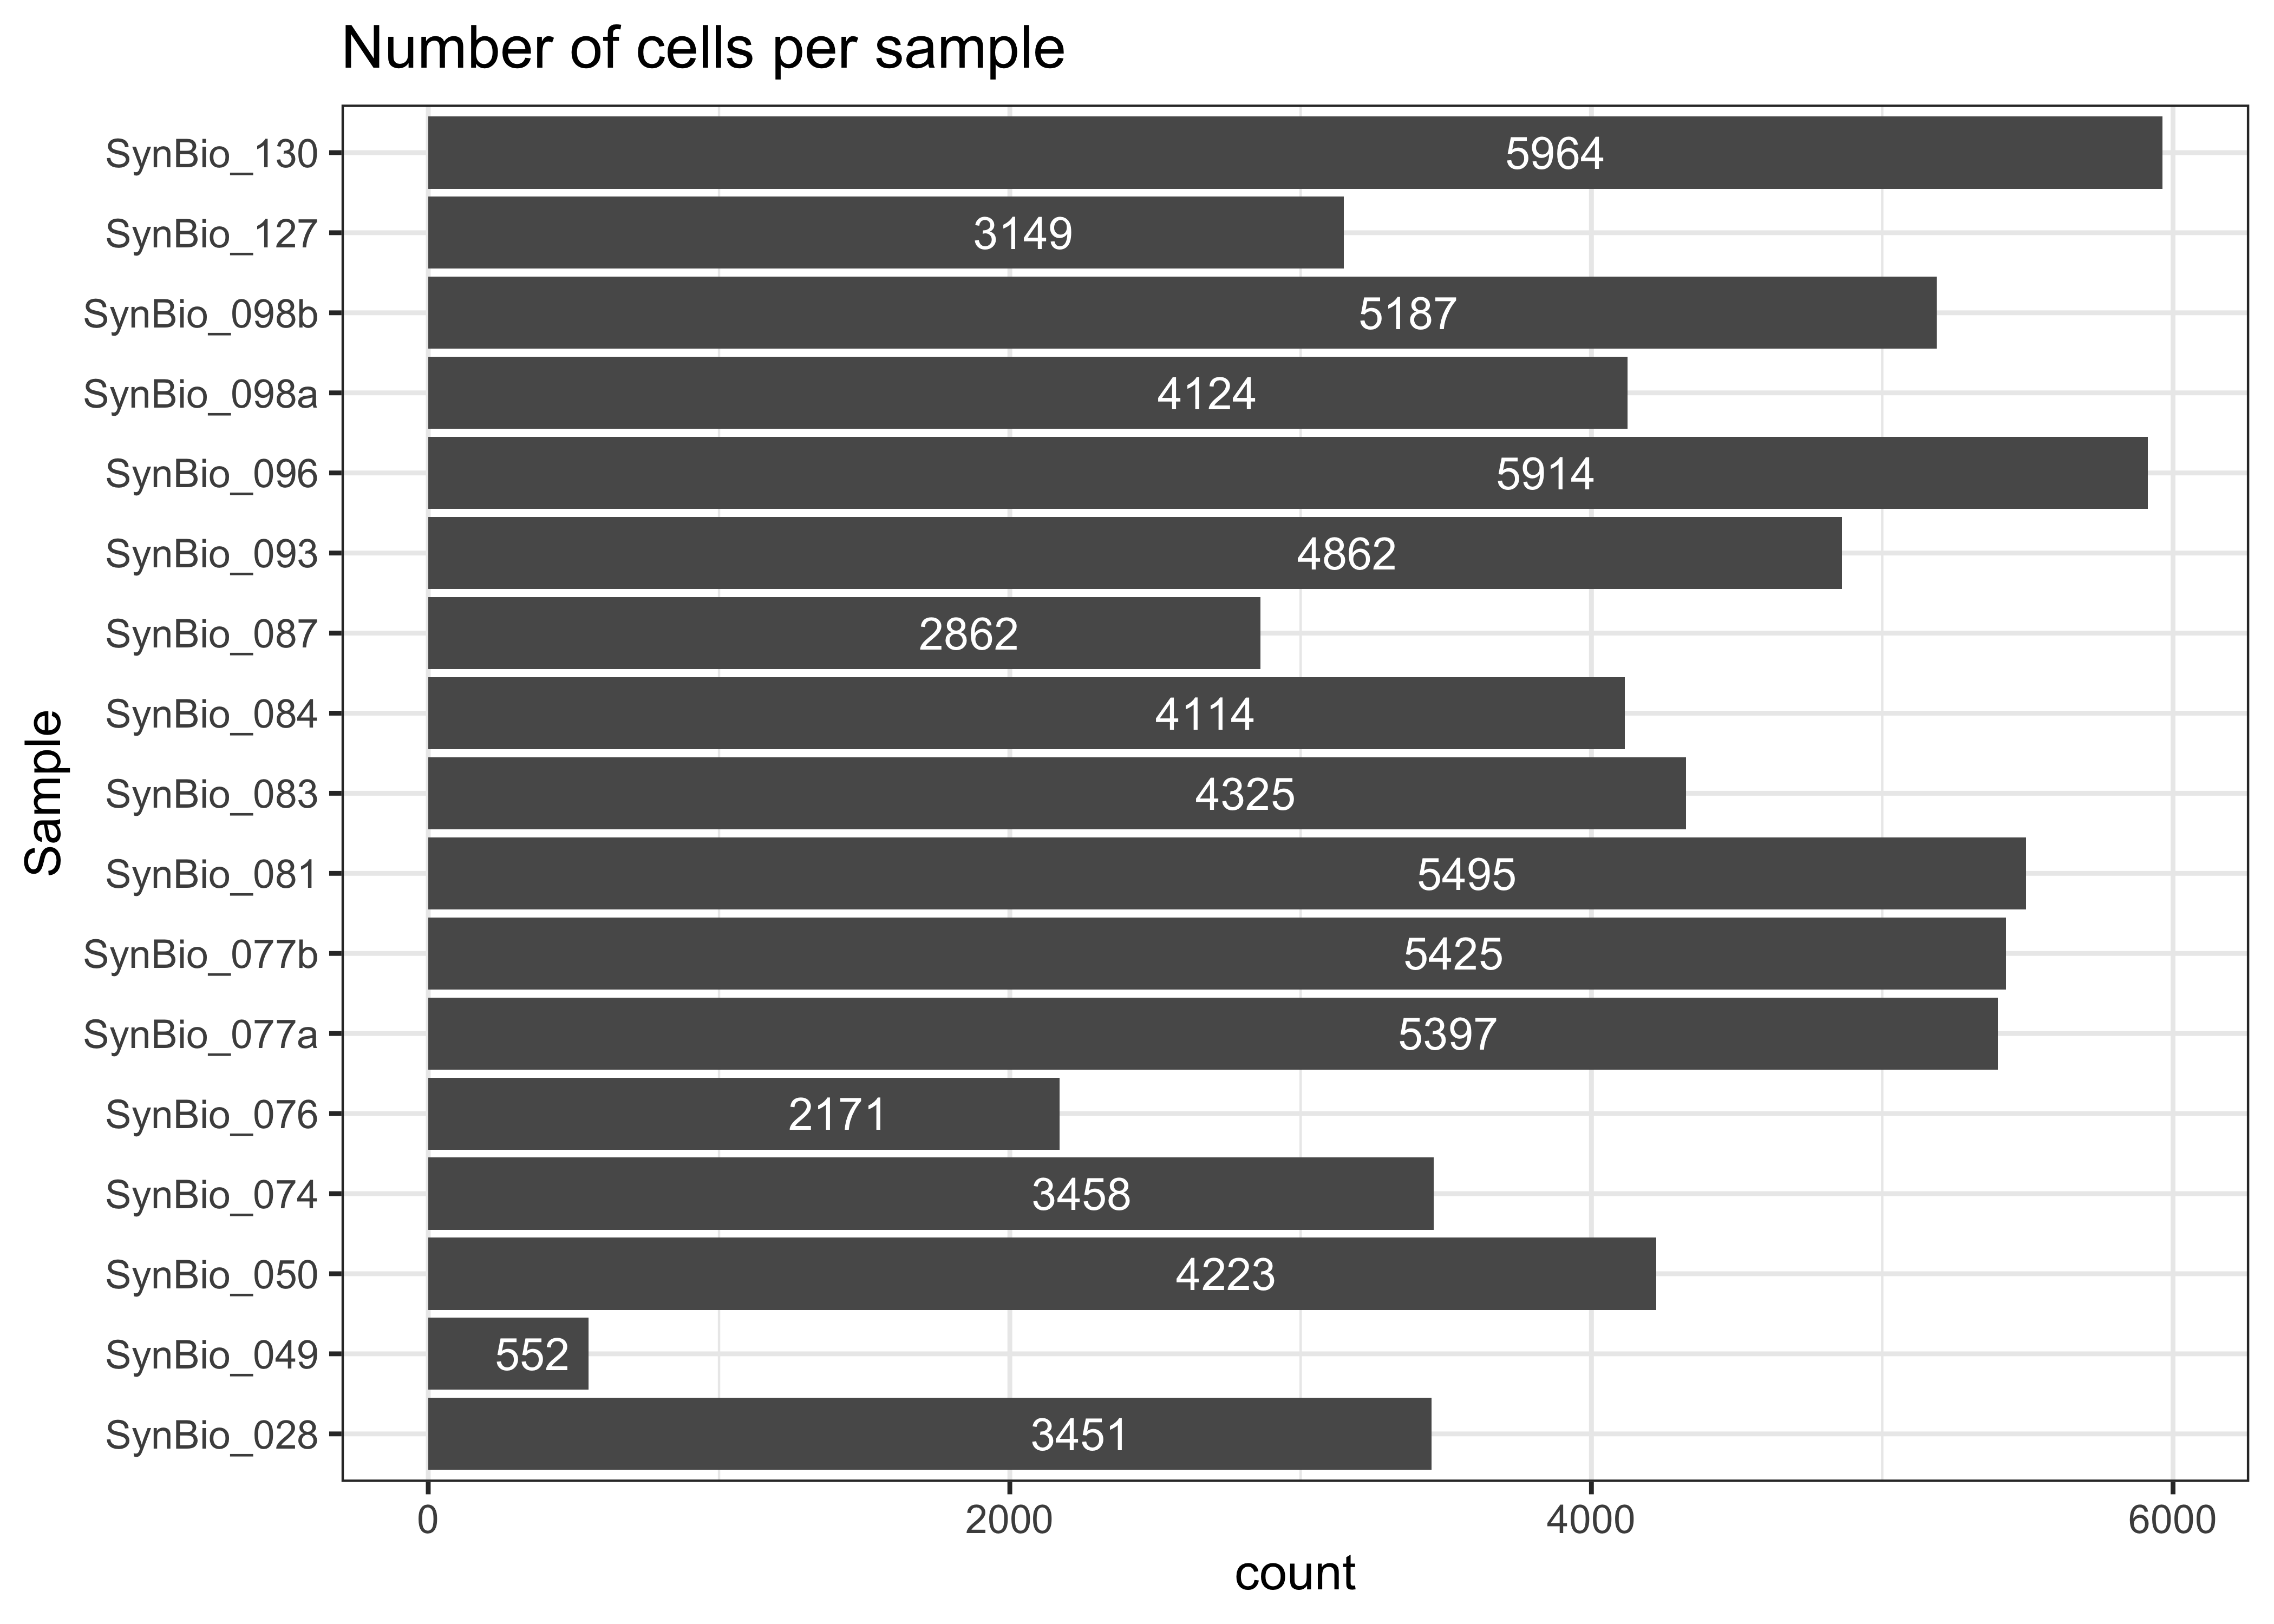 Number of cells per sample
SynBio_130 5964
SynBio_127 3149
SynBio_098b 5187
SynBio_098a 4124
SynBio_096 5914
SynBio_093 4862
SynBio_087 2862
SynBio_084 4114
SynBio_083 4325
SynBio_081 5495
SynBio_077b 5425
SynBio_077a 5397
SynBio_076 2171
SynBio_074 3458
SynBio_050 4223
SynBio_049 552
SynBio_028 3451
Sample
0 2000 4000 6000
count